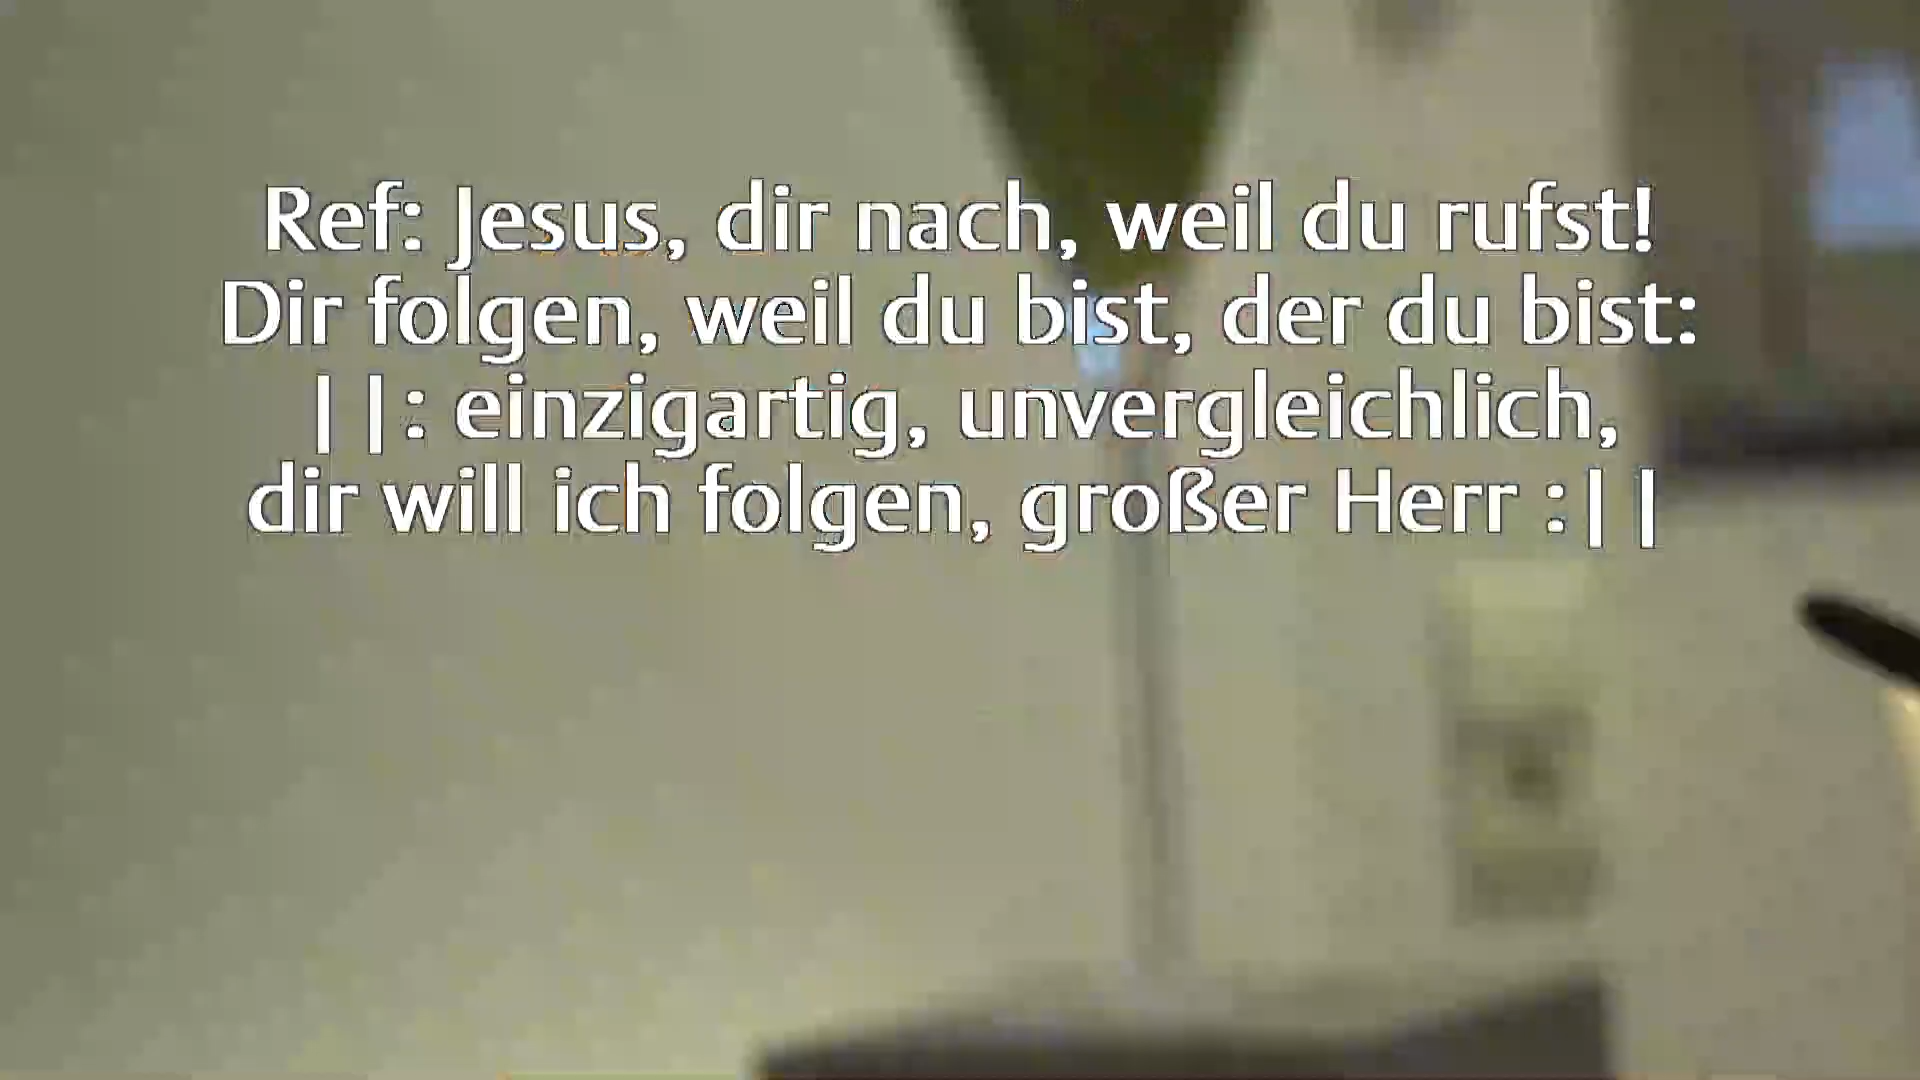 Ref: Jesus, dir nach, weil du rufst!
Dir folgen, weil du bist, der du bist:
||: einzigartig, unvergleichlich,
dir will ich folgen, großer Herr :||